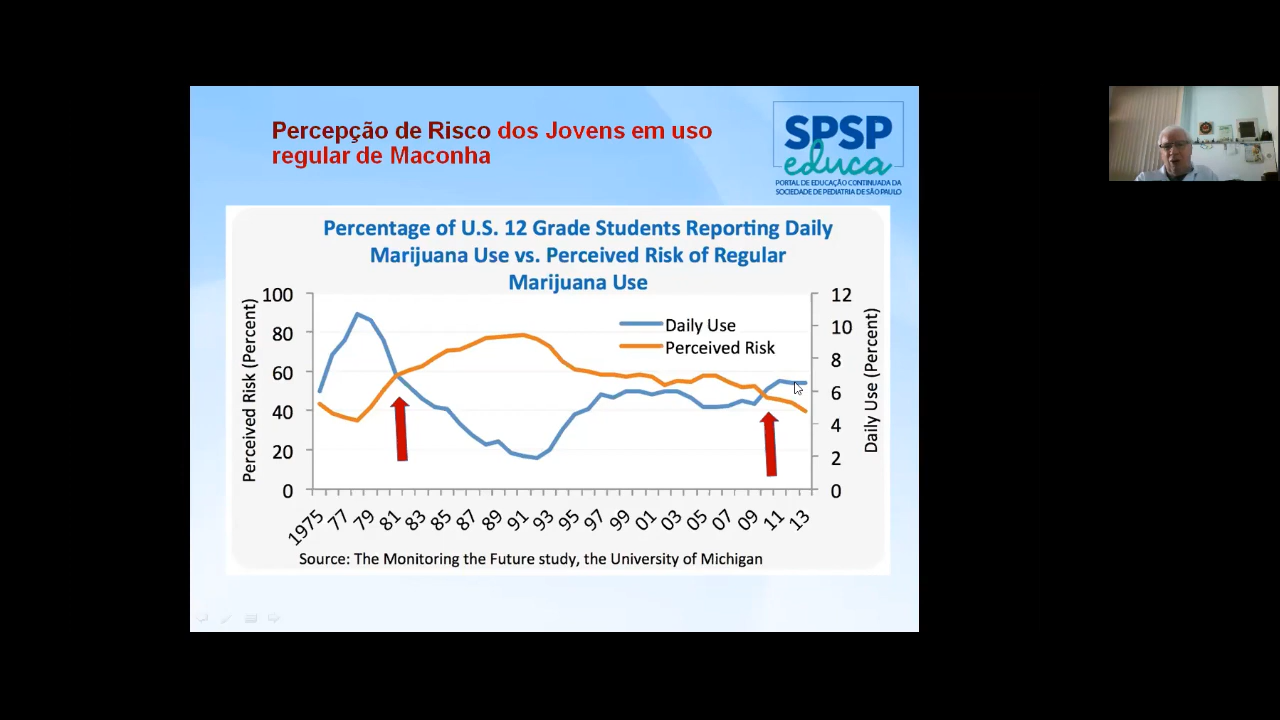 Percepção de Risco dos Jovens em uso
regular de Maconha
SPSP
educa
PORTAL DE EDUCAÇÃO CONTINUADA DA
SOCIEDADE DE PEDIATRIA DE SÃO PAULO
Percentage of U.S. 12 Grade Students Reporting Daily
Marijuana Use vs. Perceived Risk of Regular
Marijuana Use
Perceived Risk (Percent)
100
80
60
40
20
0
Daily Use
Perceived Risk
12
10
8
6
4
2
0
Daily Use (Percent)
1975 77 79 81 83 85 87 89 91 93 95 97 99 01 03 05 07 09 11 13
Source: The Monitoring the Future study, the University of Michigan